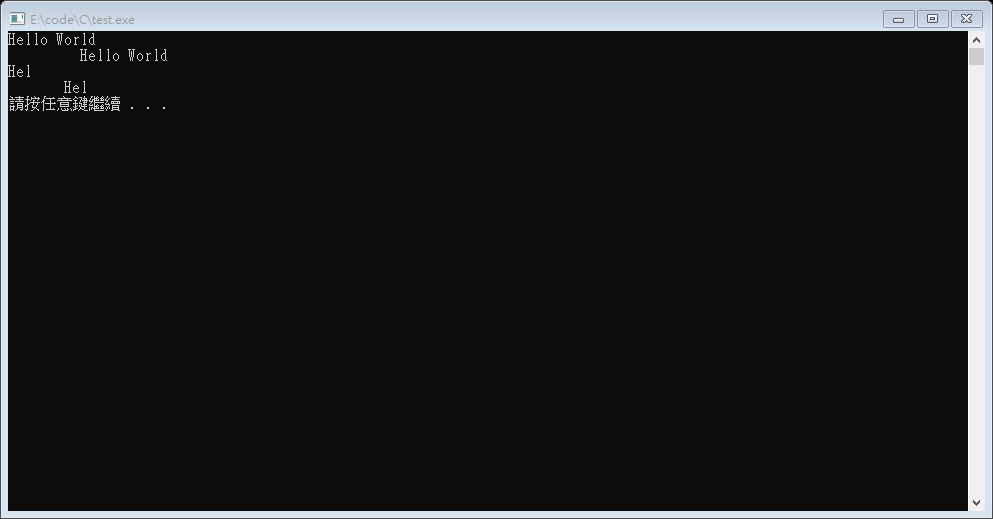 E:\code\C\test.exe
Hello World
         Hello World
Hel
       Hel
請按任意鍵繼續 . . .